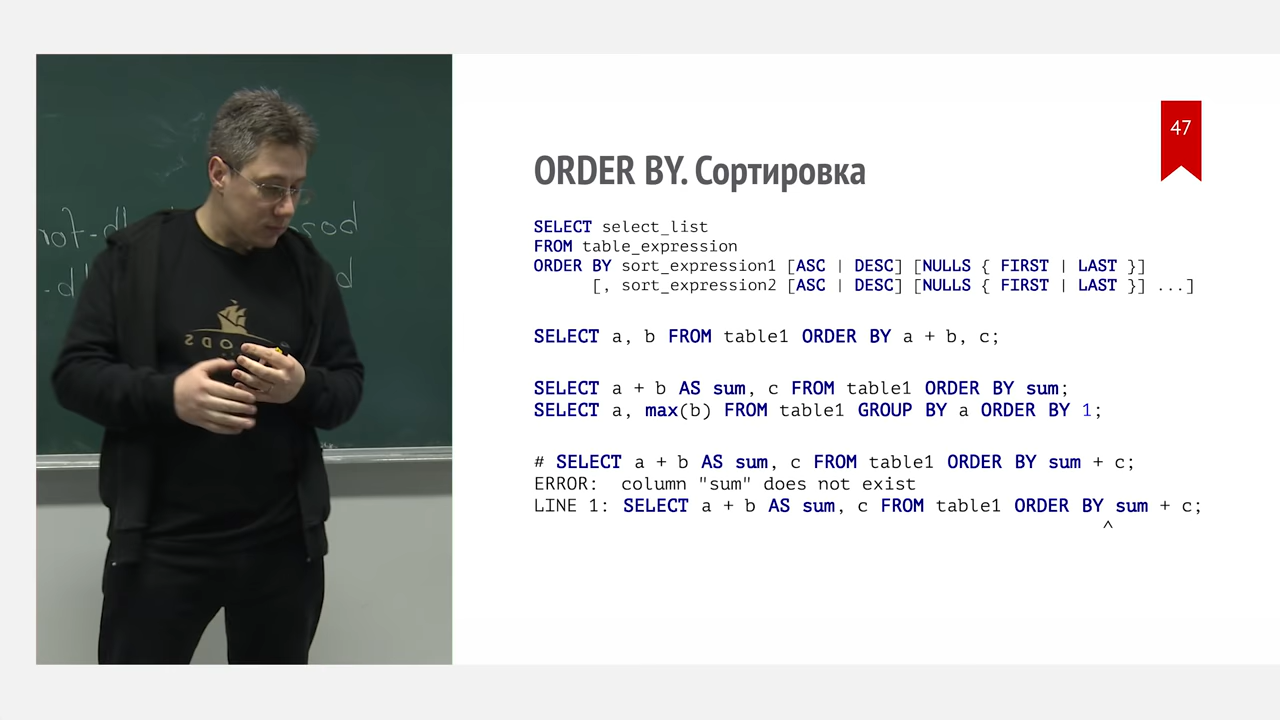 47
ORDER BY. Сортировка
SELECT select_list
FROM table_expression
ORDER BY sort_expression1 [ASC | DESC] [NULLS { FIRST | LAST }]
[, sort_expression2 [ASC | DESC] [NULLS { FIRST | LAST }] ...]
SELECT a, b FROM table1 ORDER BY a + b, c;
SELECT a + b AS sum, c FROM table1 ORDER BY sum;
SELECT a, max(b) FROM table1 GROUP BY a ORDER BY 1;
# SELECT a + b AS sum, c FROM table1 ORDER BY sum + c;
ERROR: column "sum" does not exist
LINE 1: SELECT a + b AS sum, c FROM table1 ORDER BY sum + c;
^